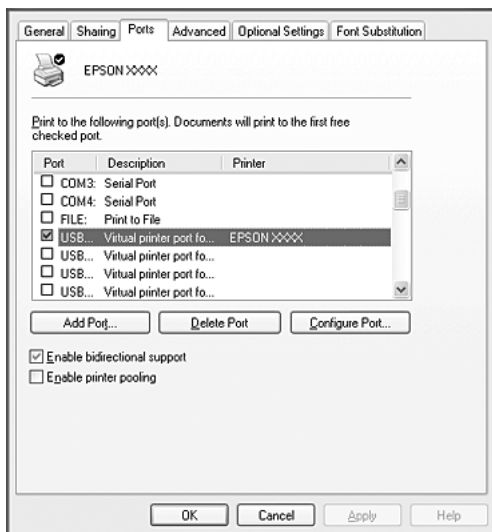 General Sharing Ports Advanced Optional Settings Font Substitution
EPSON XXXX
Print to the following port(s). Documents will print to the first free
checked port.
Port Description Printer
COM3: Serial Port
COM4: Serial Port
FILE: Print to File
USB... Virtual printer port fo... EPSON XXXX
USB... Virtual printer port fo...
USB... Virtual printer port fo...
USB... Virtual printer port fo...
Add Port... Delete Port Configure Port...
Enable bidirectional support
Enable printer pooling
OK Cancel Apply Help